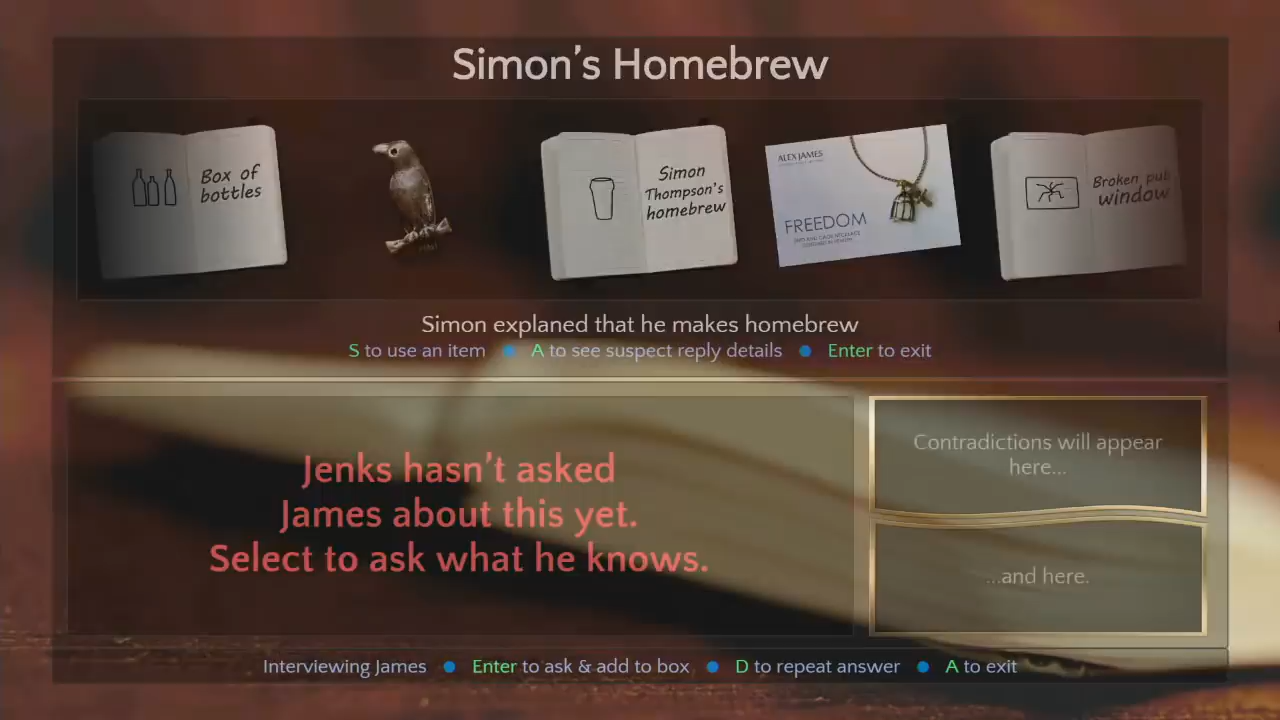 Simon's Homebrew
Box of
bottles
Simon
Thompson's
homebrew
ALEX JAMES
FREEDOM
Broken pub
window
Simon explaned that he makes homebrew
S to use an item A to see suspect reply details Enter to exit
Jenks hasn't asked
James about this yet.
Select to ask what he knows.
Contradictions will appear
here...
...and here.
Interviewing James Enter to ask & add to box D to repeat answer A to exit